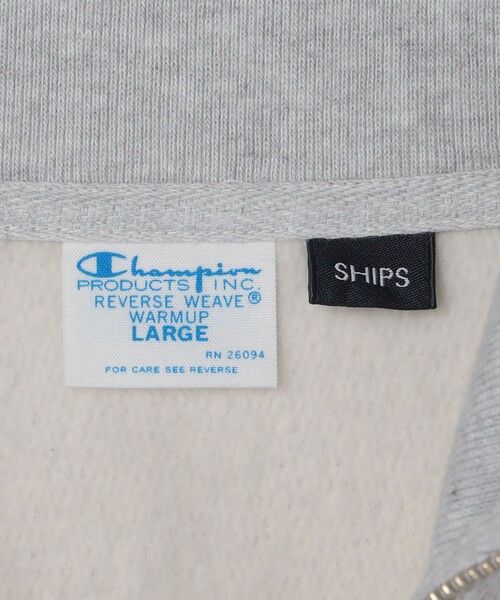 Champion
PRODUCTS INC.
REVERSE WEAVE®
WARMUP
LARGE
RN 26094
FOR CARE SEE REVERSE
SHIPS